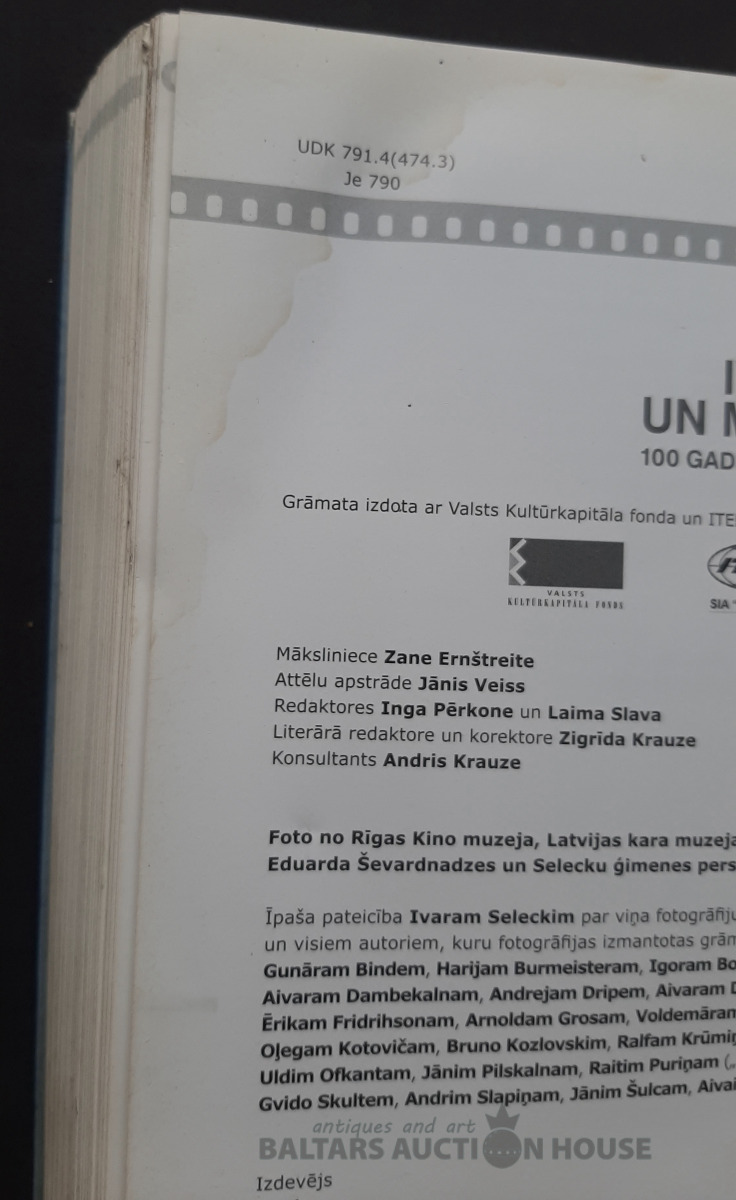 UDK 791.4(474.3)
Je 790
UN
100 GAD
Grāmata izdota ar Valsts Kultūrkapitāla fonda un ITE
VALSTS
KULTŪRKAPITĀLA FONDS
SIA
Māksliniece Zane Ernštreite
Attēlu apstrāde Jānis Veiss
Redaktores Inga Pērkone un Laima Slava
Literārā redaktore un korektore Zigrīda Krauze
Konsultants Andris Krauze
Foto no Rīgas Kino muzeja, Latvijas kara muzeja
Eduarda Ševardnadzes un Selecku ģimenes pers
Īpaša pateicība Ivaram Seleckim par viņa fotogrāfiju
un visiem autoriem, kuru fotogrāfijas izmantotas grām
Gunāram Bindem, Harijam Burmeisteram, Igoram Bo
Aivaram Dambekalnam, Andrejam Dripem, Aivaram
Ērikam Fridrihsonam, Arnoldam Grosam, Voldemāram
Oļegam Kotovičam, Bruno Kozlovskim, Ralfam Krūmiņ
Uldim Ofkantam, Jānim Pilskalnam, Raitim Puriņam („
Gvido Skultem, Andrim Slapiņam, Jānim Šulcam, Aivai
antiques and art
BALTARS AUCTION HOUSE
Izdevējs